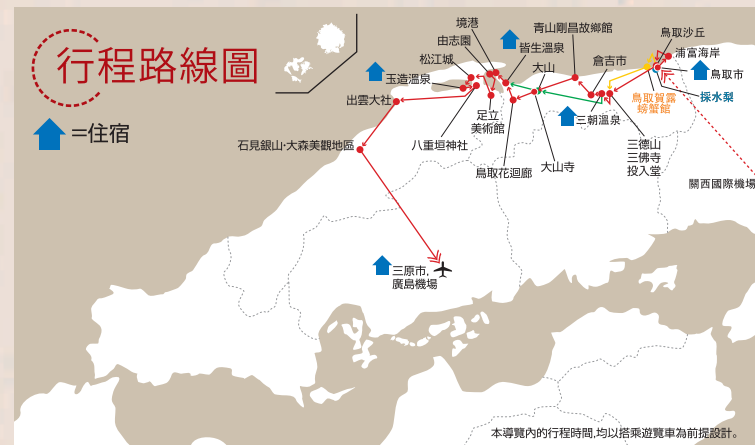 行程路線圖
=住宿
境港
由志園
松江城
玉造溫泉
出雲大社
石見銀山·大森美觀地區
八重垣神社
足立
美術館
皆生溫泉
大山
青山剛昌故鄉館
倉吉市
鳥取花迴廊
大山寺
三朝溫泉
三德山
三佛寺
投入堂
鳥取賀露
螃蟹館
鳥取沙丘
浦富海岸
鳥取市
採水梨
關西國際機場
三原市,
廣島機場
本導覽內的行程時間,均以搭乘遊覽車為前提設計。